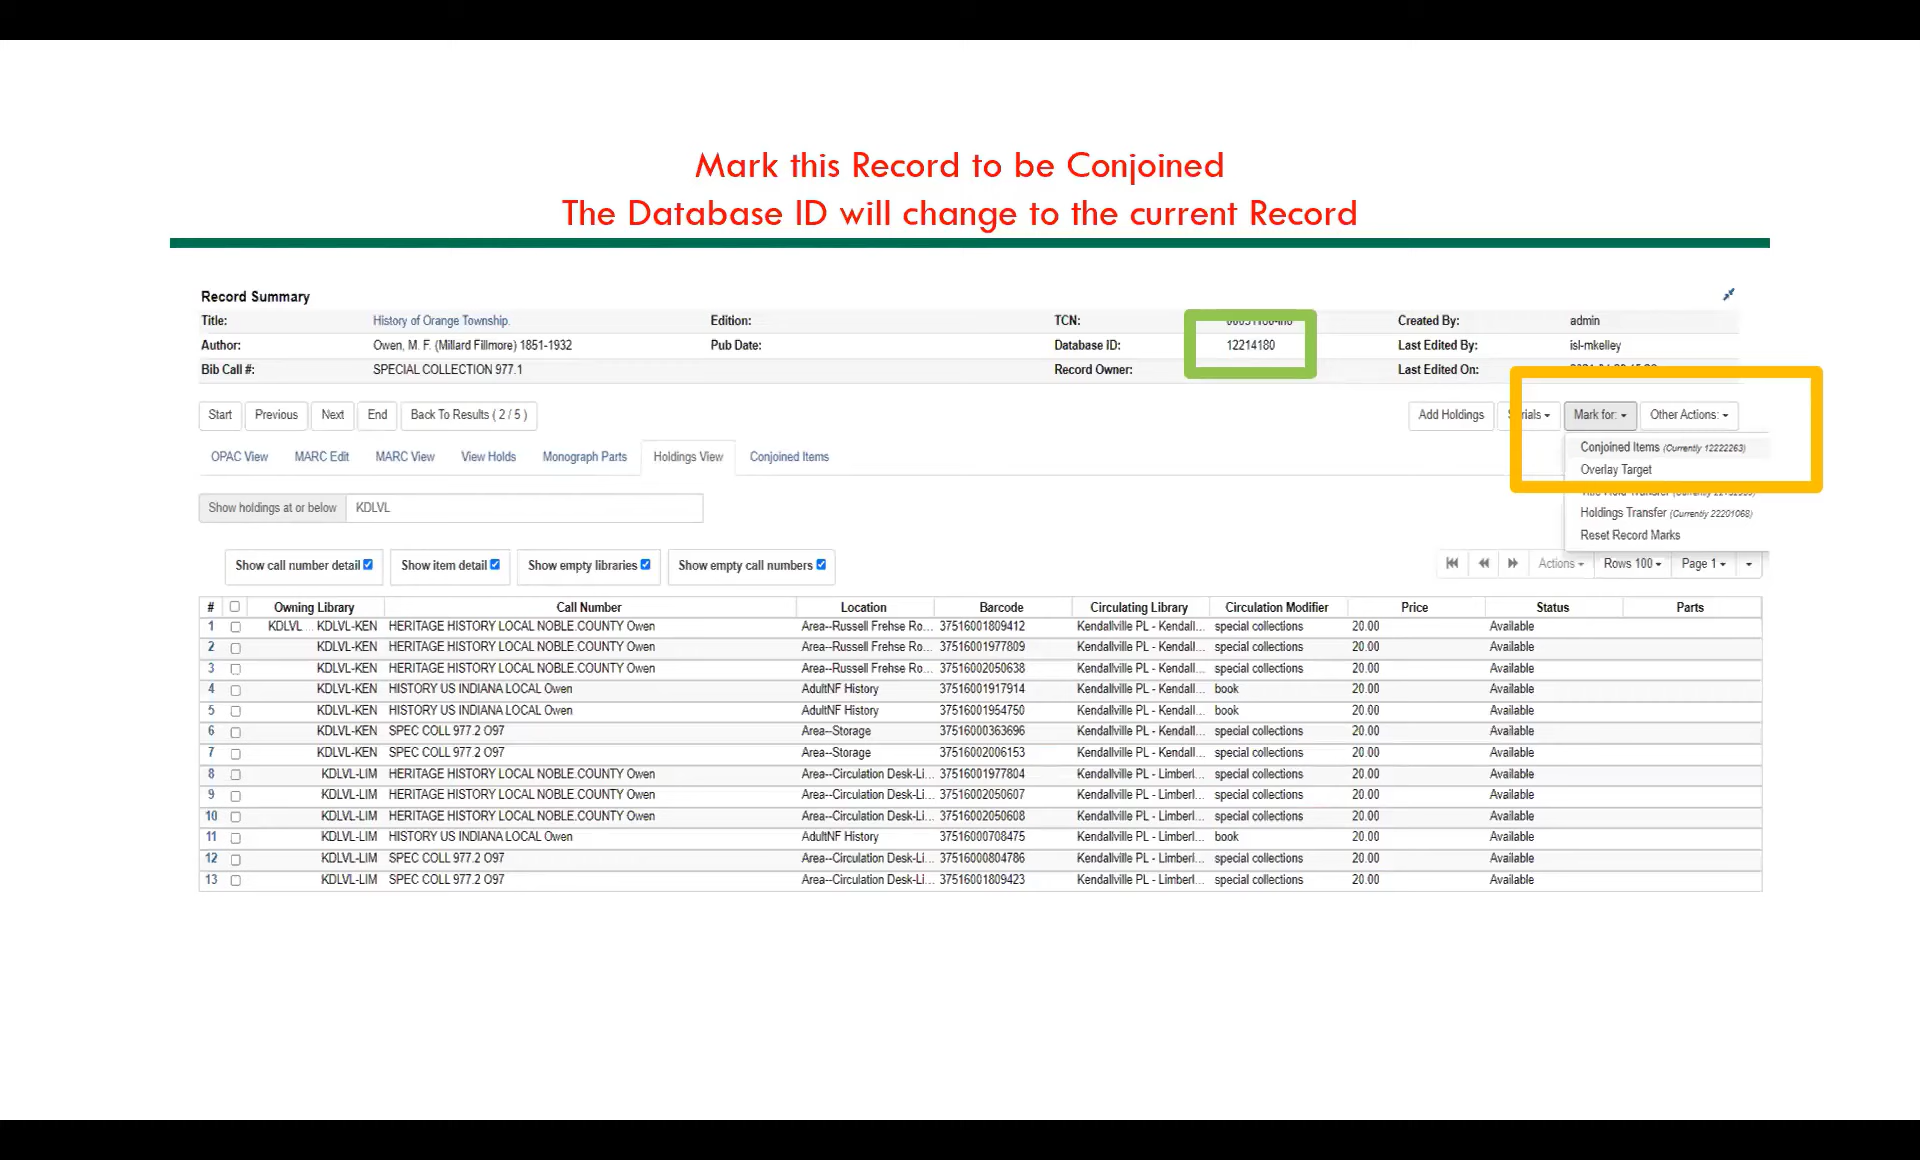 Mark this Record to be Conjoined
The Database ID will change to the current Record
Record Summary
Title: History of Orange Township. Edition: TCN: Created By: admin
Author: Owen, M. F. (Millard Fillmore) 1851-1932 Pub Date: Database ID: 12214180 Last Edited By: isl-mkelley
Bib Call #: SPECIAL COLLECTION 977.1 Record Owner: Last Edited On:
Start Previous Next End Back To Results ( 2 / 5 ) Add Holdings Mark for: Other Actions:
Conjoined Items (Currently 12222263)
Overlay Target
Holdings Transfer (Currently 22201068)
Reset Record Marks
OPAC View MARC Edit MARC View View Holds Monograph Parts Holdings View Conjoined Items
Show holdings at or below KDLVL
Show call number detail Show item detail Show empty libraries Show empty call numbers Actions Rows 100 Page 1
# Owning Library Call Number Location Barcode Circulating Library Circulation Modifier Price Status Parts
1 KDLVL ... KDLVL-KEN HERITAGE HISTORY LOCAL NOBLE.COUNTY Owen Area--Russell Frehse Ro... 37516001809412 Kendallville PL - Kendall... special collections 20.00 Available
2 KDLVL-KEN HERITAGE HISTORY LOCAL NOBLE.COUNTY Owen Area--Russell Frehse Ro... 37516001977809 Kendallville PL - Kendall... special collections 20.00 Available
3 KDLVL-KEN HERITAGE HISTORY LOCAL NOBLE.COUNTY Owen Area--Russell Frehse Ro... 37516002050638 Kendallville PL - Kendall... special collections 20.00 Available
4 KDLVL-KEN HISTORY US INDIANA LOCAL Owen AdultNF History 37516001917914 Kendallville PL - Kendall... book 20.00 Available
5 KDLVL-KEN HISTORY US INDIANA LOCAL Owen AdultNF History 37516001954750 Kendallville PL - Kendall... book 20.00 Available
6 KDLVL-KEN SPEC COLL 977.2 O97 Area--Storage 37516000363696 Kendallville PL - Kendall... special collections 20.00 Available
7 KDLVL-KEN SPEC COLL 977.2 O97 Area--Storage 37516002006153 Kendallville PL - Kendall... special collections 20.00 Available
8 KDLVL-LIM HERITAGE HISTORY LOCAL NOBLE.COUNTY Owen Area--Circulation Desk-Li... 37516001977804 Kendallville PL - Limberl... special collections 20.00 Available
9 KDLVL-LIM HERITAGE HISTORY LOCAL NOBLE.COUNTY Owen Area--Circulation Desk-Li... 37516002050607 Kendallville PL - Limberl... special collections 20.00 Available
10 KDLVL-LIM HERITAGE HISTORY LOCAL NOBLE.COUNTY Owen Area--Circulation Desk-Li... 37516002050608 Kendallville PL - Limberl... special collections 20.00 Available
11 KDLVL-LIM HISTORY US INDIANA LOCAL Owen AdultNF History 37516000708475 Kendallville PL - Limberl... book 20.00 Available
12 KDLVL-LIM SPEC COLL 977.2 O97 Area--Circulation Desk-Li... 37516000804786 Kendallville PL - Limberl... special collections 20.00 Available
13 KDLVL-LIM SPEC COLL 977.2 O97 Area--Circulation Desk-Li... 37516001809423 Kendallville PL - Limberl... special collections 20.00 Available